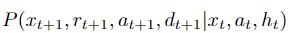 P(x_{t+1}, r_{t+1}, a_{t+1}, d_{t+1}|x_t, a_t, h_t)